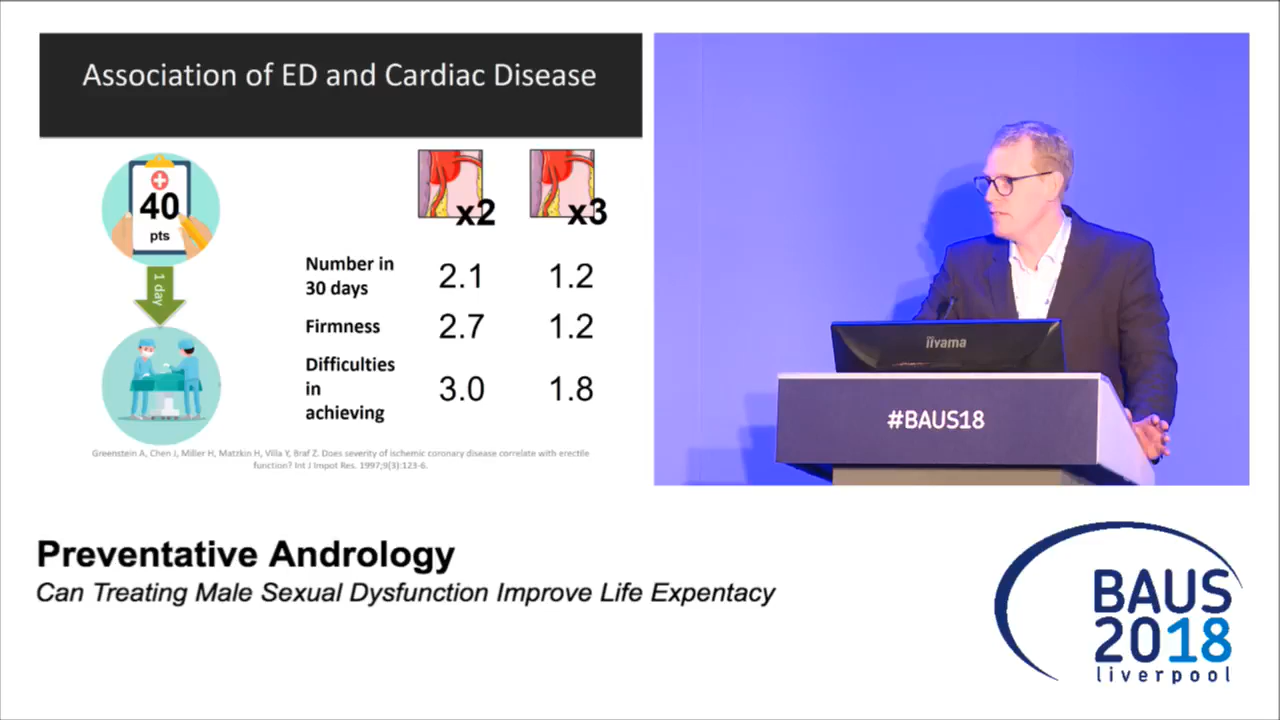 Association of ED and Cardiac Disease
40
pts
1 day
x2
x3
Number in
30 days
2.1
1.2
Firmness
2.7
1.2
Difficulties
in
achieving
3.0
1.8
Greenstein A, Chen J, Miller H, Matzkin H, Villa Y, Braf Z. Does severity of ischemic coronary disease correlate with erectile
function? Int J Impot Res. 1997;9(3):123-6.
iiyama
#BAUS18
Preventative Andrology
Can Treating Male Sexual Dysfunction Improve Life Expentacy
BAUS
2018
liverpool